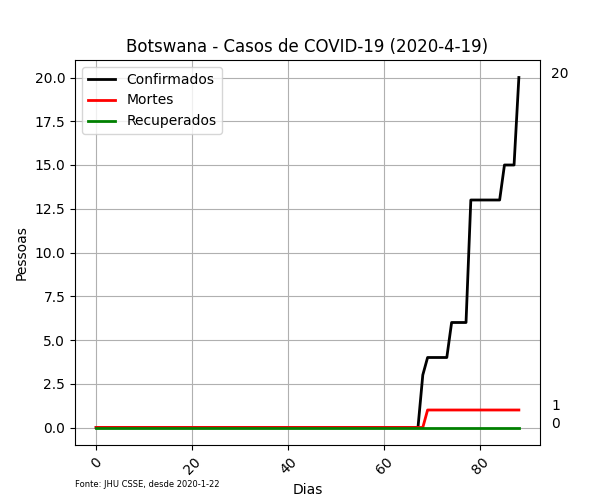 Botswana - Casos de COVID-19 (2020-4-19)
Confirmados
Mortes
Recuperados
20.0
17.5
15.0
12.5
10.0
7.5
5.0
2.5
0.0
Pessoas
20
1
0
0
20
40
60
80
Dias
Fonte: JHU CSSE, desde 2020-1-22